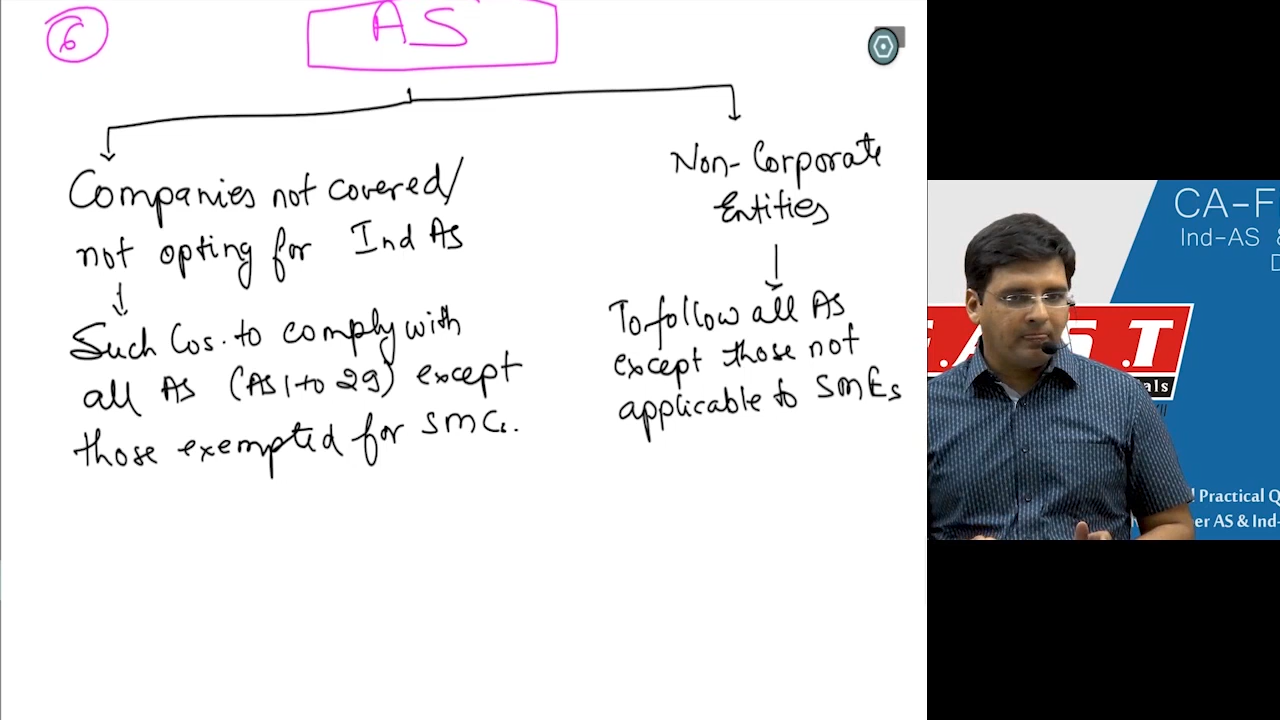 6
AS
Companies not covered/
not opting for Ind AS
Such Cos. to comply with
all AS (AS 1 to 29) except
those exempted for SMCs.
Non-Corporate
Entities
To follow all AS
except those not
applicable to SMEs
CA-F
Ind-AS &
D
F.A.S.T
als
l Practical Q
er AS & Ind-